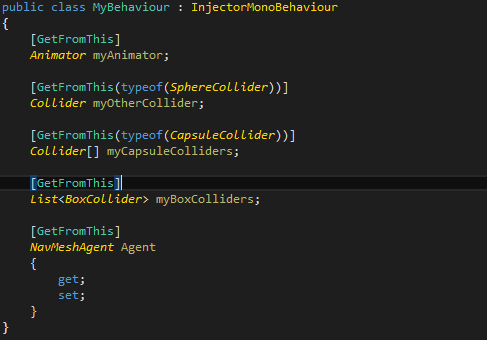 public class MyBehaviour : InjectorMonoBehaviour
{
[GetFromThis]
Animator myAnimator;
[GetFromThis(typeof(SphereCollider))]
Collider myOtherCollider;
[GetFromThis(typeof(CapsuleCollider))]
Collider[] myCapsuleColliders;
[GetFromThis]
List<BoxCollider> myBoxColliders;
[GetFromThis]
NavMeshAgent Agent
{
get;
set;
}
}